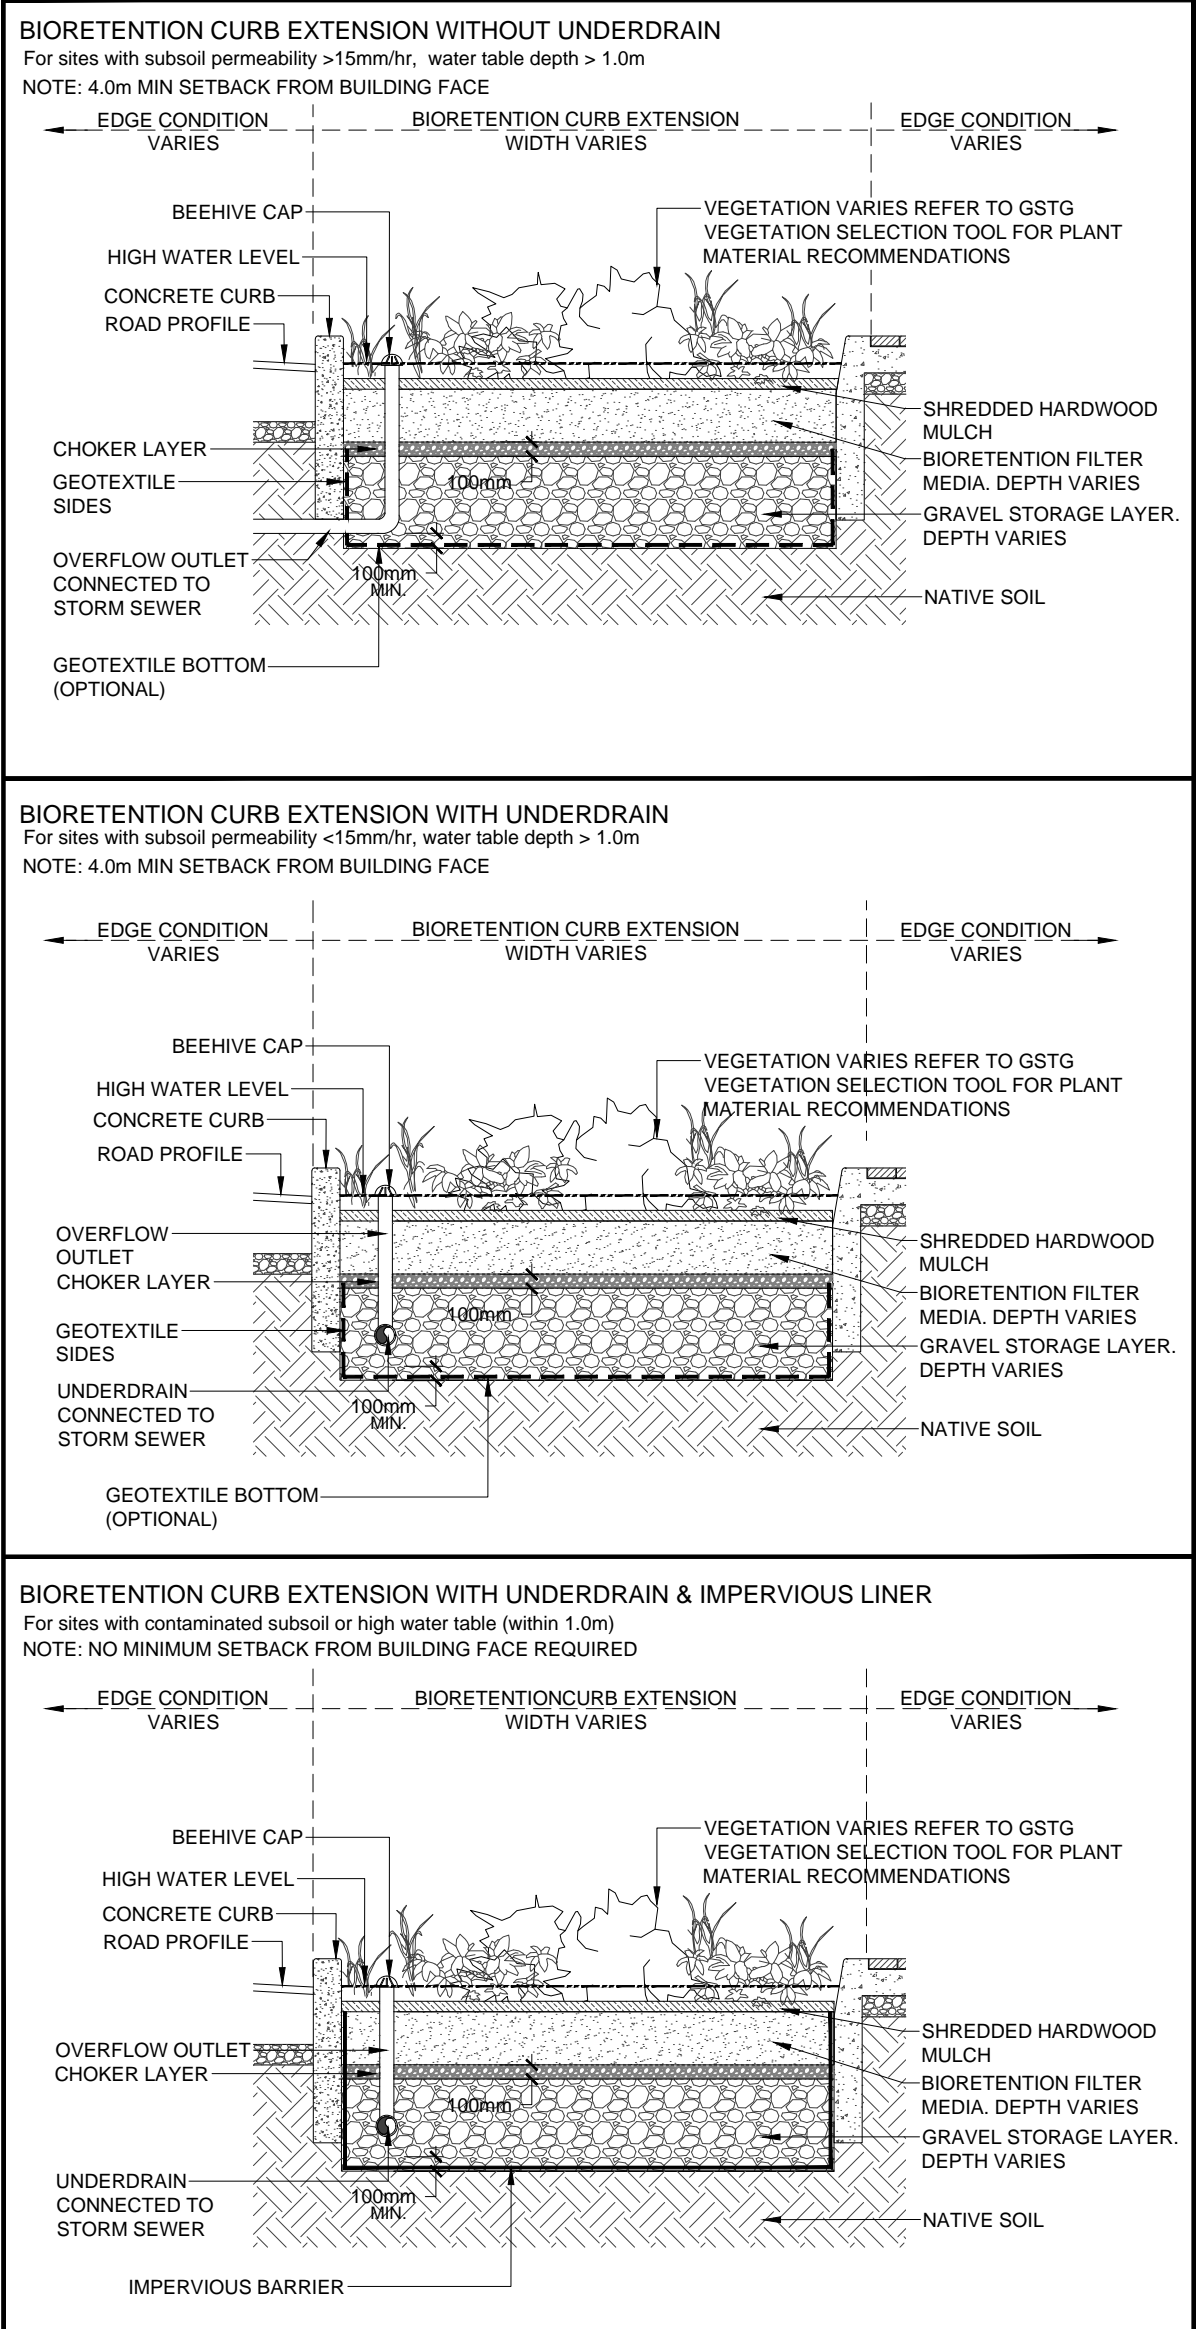 BIORETENTION CURB EXTENSION WITHOUT UNDERDRAIN
For sites with subsoil permeability >15mm/hr, water table depth > 1.0m
NOTE: 4.0m MIN SETBACK FROM BUILDING FACE
EDGE CONDITION
VARIES
BIORETENTION CURB EXTENSION
WIDTH VARIES
EDGE CONDITION
VARIES
BEEHIVE CAP
HIGH WATER LEVEL
CONCRETE CURB
ROAD PROFILE
VEGETATION VARIES REFER TO GSTG
VEGETATION SELECTION TOOL FOR PLANT
MATERIAL RECOMMENDATIONS
CHOKER LAYER
GEOTEXTILE
SIDES
OVERFLOW OUTLET
CONNECTED TO
STORM SEWER
GEOTEXTILE BOTTOM
(OPTIONAL)
100mm
100mm
MIN.
SHREDDED HARDWOOD
MULCH
BIORETENTION FILTER
MEDIA. DEPTH VARIES
GRAVEL STORAGE LAYER.
DEPTH VARIES
NATIVE SOIL
BIORETENTION CURB EXTENSION WITH UNDERDRAIN
For sites with subsoil permeability <15mm/hr, water table depth > 1.0m
NOTE: 4.0m MIN SETBACK FROM BUILDING FACE
EDGE CONDITION
VARIES
BIORETENTION CURB EXTENSION
WIDTH VARIES
EDGE CONDITION
VARIES
BEEHIVE CAP
HIGH WATER LEVEL
CONCRETE CURB
ROAD PROFILE
VEGETATION VARIES REFER TO GSTG
VEGETATION SELECTION TOOL FOR PLANT
MATERIAL RECOMMENDATIONS
OVERFLOW
OUTLET
CHOKER LAYER
GEOTEXTILE
SIDES
UNDERDRAIN
CONNECTED TO
STORM SEWER
GEOTEXTILE BOTTOM
(OPTIONAL)
100mm
100mm
MIN.
SHREDDED HARDWOOD
MULCH
BIORETENTION FILTER
MEDIA. DEPTH VARIES
GRAVEL STORAGE LAYER.
DEPTH VARIES
NATIVE SOIL
BIORETENTION CURB EXTENSION WITH UNDERDRAIN & IMPERVIOUS LINER
For sites with contaminated subsoil or high water table (within 1.0m)
NOTE: NO MINIMUM SETBACK FROM BUILDING FACE REQUIRED
EDGE CONDITION
VARIES
BIORETENTIONCURB EXTENSION
WIDTH VARIES
EDGE CONDITION
VARIES
BEEHIVE CAP
HIGH WATER LEVEL
CONCRETE CURB
ROAD PROFILE
VEGETATION VARIES REFER TO GSTG
VEGETATION SELECTION TOOL FOR PLANT
MATERIAL RECOMMENDATIONS
OVERFLOW OUTLET
CHOKER LAYER
UNDERDRAIN
CONNECTED TO
STORM SEWER
IMPERVIOUS BARRIER
100mm
100mm
MIN.
SHREDDED HARDWOOD
MULCH
BIORETENTION FILTER
MEDIA. DEPTH VARIES
GRAVEL STORAGE LAYER.
DEPTH VARIES
NATIVE SOIL